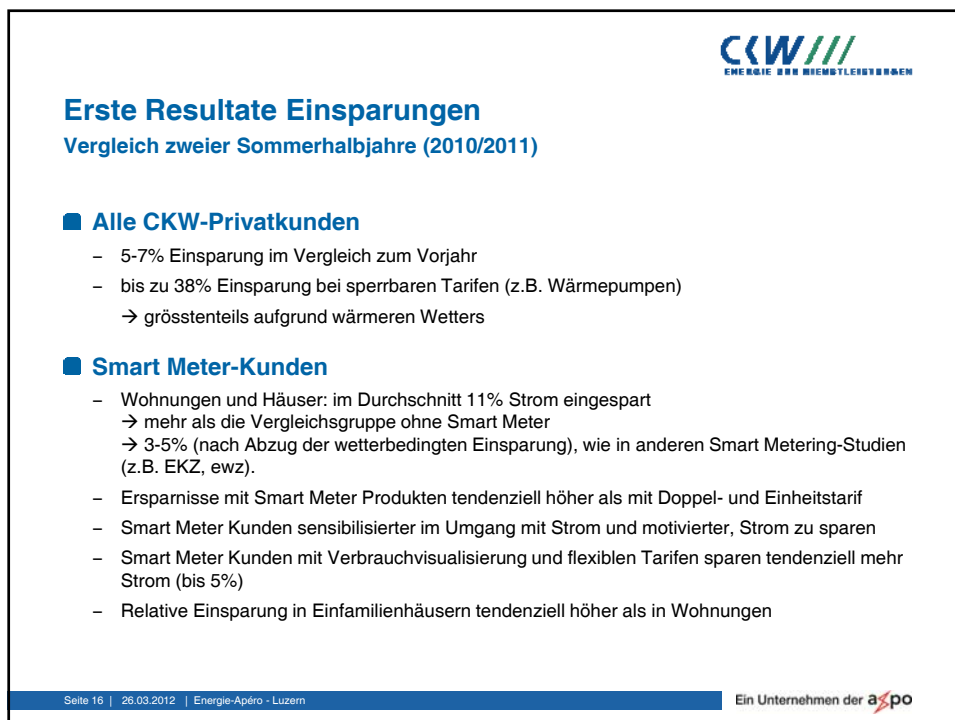 CKW///
ENERGIE UND DIENSTLEISTUNGEN
Erste Resultate Einsparungen
Vergleich zweier Sommerhalbjahre (2010/2011)
Alle CKW-Privatkunden
– 5-7% Einsparung im Vergleich zum Vorjahr
– bis zu 38% Einsparung bei sperrbaren Tarifen (z.B. Wärmepumpen)
→ grösstenteils aufgrund wärmeren Wetters
Smart Meter-Kunden
– Wohnungen und Häuser: im Durchschnitt 11% Strom eingespart
→ mehr als die Vergleichsgruppe ohne Smart Meter
→ 3-5% (nach Abzug der wetterbedingten Einsparung), wie in anderen Smart Metering-Studien
(z.B. EKZ, ewz).
– Ersparnisse mit Smart Meter Produkten tendenziell höher als mit Doppel- und Einheitstarif
– Smart Meter Kunden sensibilisierter im Umgang mit Strom und motivierter, Strom zu sparen
– Smart Meter Kunden mit Verbrauchvisualisierung und flexiblen Tarifen sparen tendenziell mehr
Strom (bis 5%)
– Relative Einsparung in Einfamilienhäusern tendenziell höher als in Wohnungen
Seite 16 | 26.03.2012 | Energie-Apéro - Luzern
Ein Unternehmen der axpo